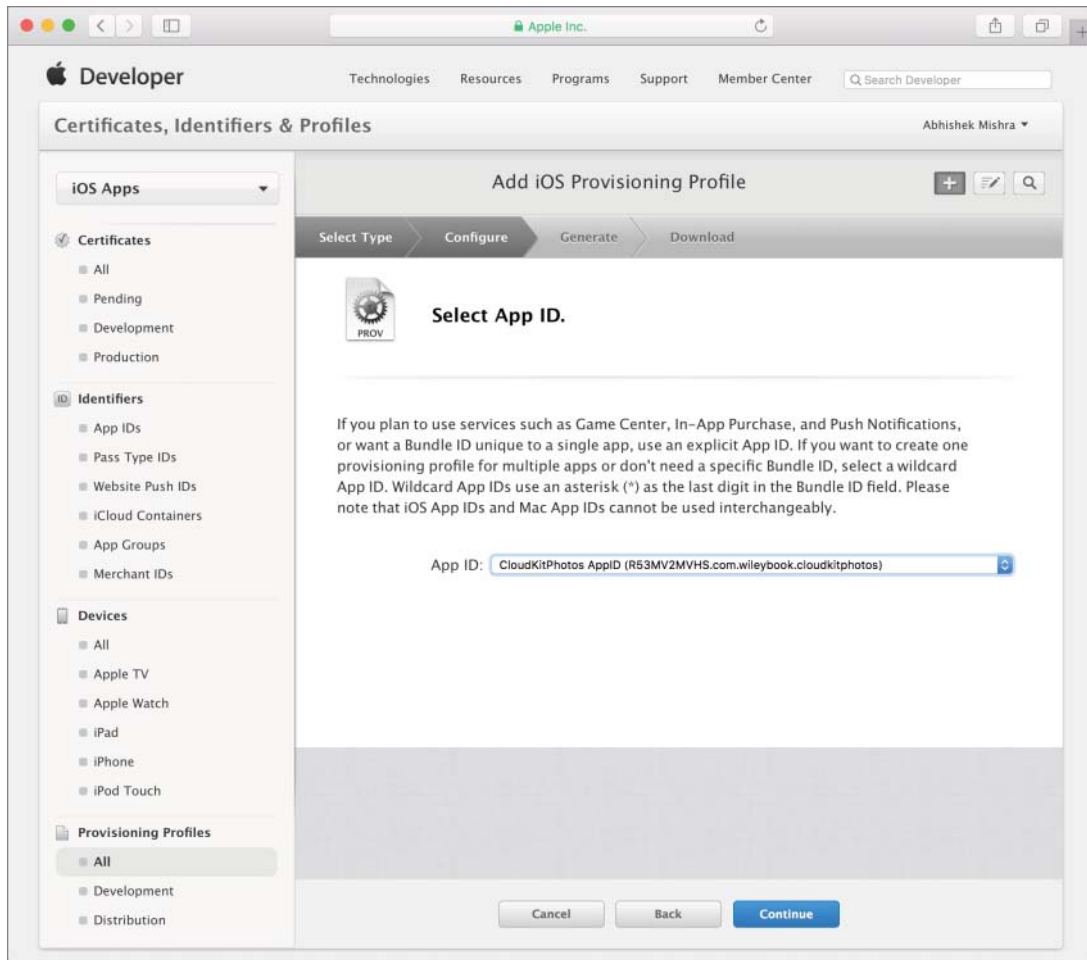 Apple Inc.
Developer
Technologies Resources Programs Support Member Center Search Developer
Certificates, Identifiers & Profiles
Abhishek Mishra
iOS Apps
Certificates
All
Pending
Development
Production
ID Identifiers
App IDs
Pass Type IDs
Website Push IDs
iCloud Containers
App Groups
Merchant IDs
Devices
All
Apple TV
Apple Watch
iPad
iPhone
iPod Touch
Provisioning Profiles
All
Development
Distribution
Add iOS Provisioning Profile
Select Type Configure Generate Download
PROV
Select App ID.
If you plan to use services such as Game Center, In-App Purchase, and Push Notifications,
or want a Bundle ID unique to a single app, use an explicit App ID. If you want to create one
provisioning profile for multiple apps or don't need a specific Bundle ID, select a wildcard
App ID. Wildcard App IDs use an asterisk (*) as the last digit in the Bundle ID field. Please
note that iOS App IDs and Mac App IDs cannot be used interchangeably.
App ID: CloudKitPhotos AppID (R53MV2MVHS.com.wileybook.cloudkitphotos)
Cancel Back Continue